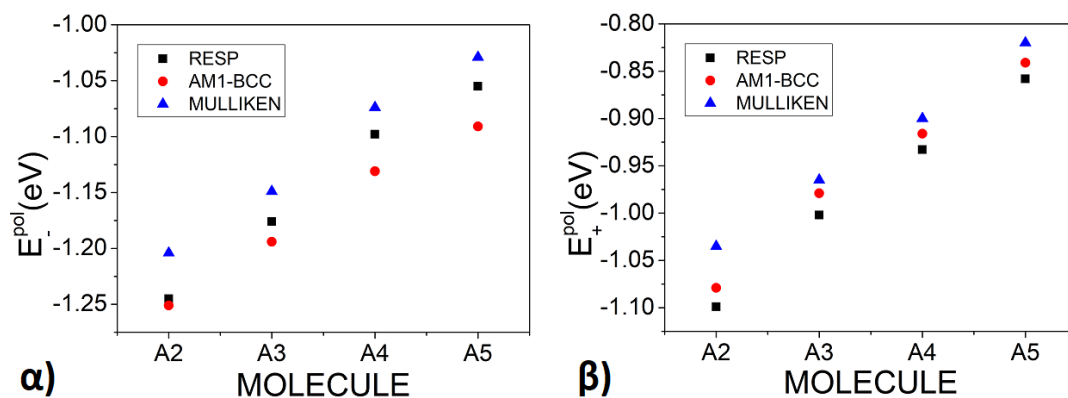 -1.00
-1.05
-1.10
-1.15
-1.20
-1.25
E-pol(eV)
RESP
AM1-BCC
MULLIKEN
A2 A3 A4 A5
MOLECULE
α)
-0.80
-0.85
-0.90
-0.95
-1.00
-1.05
-1.10
E+pol(eV)
RESP
AM1-BCC
MULLIKEN
A2 A3 A4 A5
MOLECULE
β)